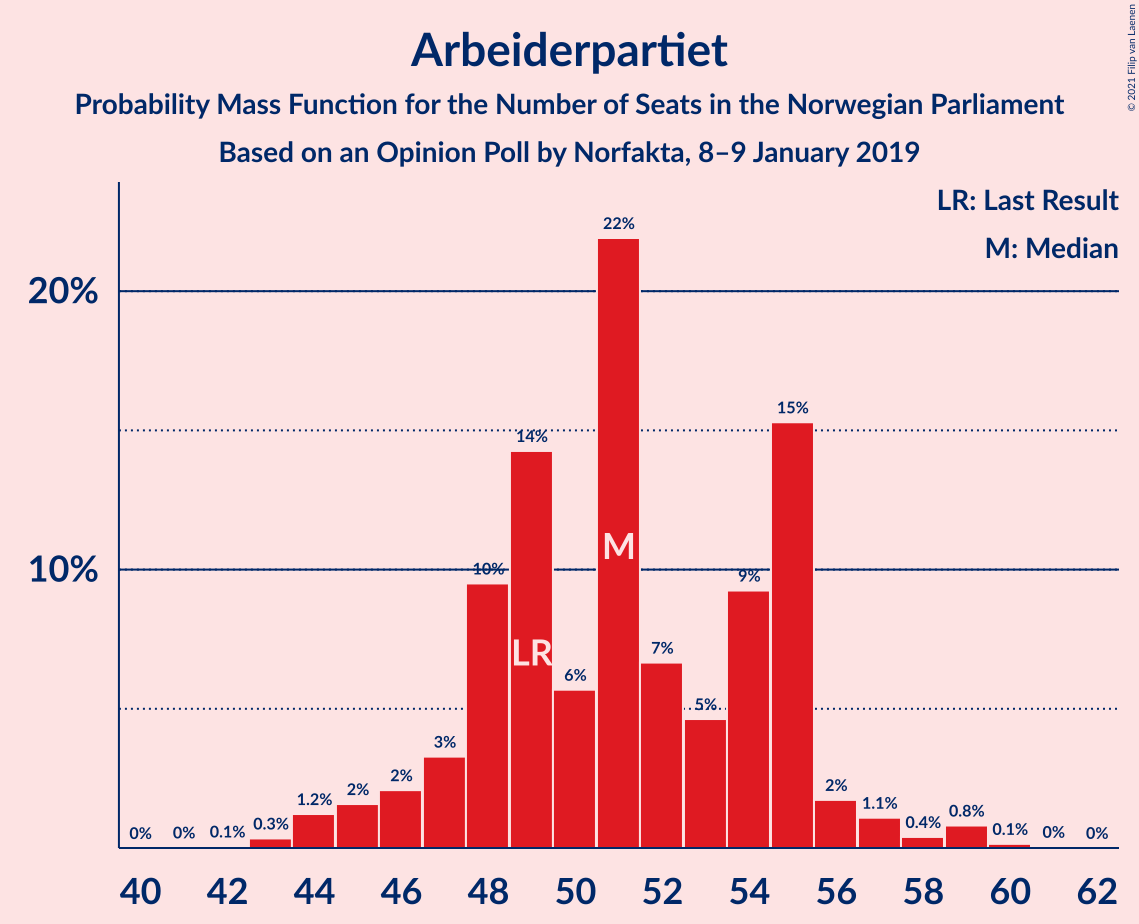 Arbeiderpartiet
Probability Mass Function for the Number of Seats in the Norwegian Parliament
Based on an Opinion Poll by Norfakta, 8–9 January 2019
© 2021 Filip van Laenen
LR: Last Result
M: Median
20%
10%
0%
0%
0.1%
0.3%
1.2%
2%
2%
3%
10%
14%
6%
22%
7%
5%
9%
15%
2%
1.1%
0.4%
0.8%
0.1%
0%
0%
LR
M
40 42 44 46 48 50 52 54 56 58 60 62